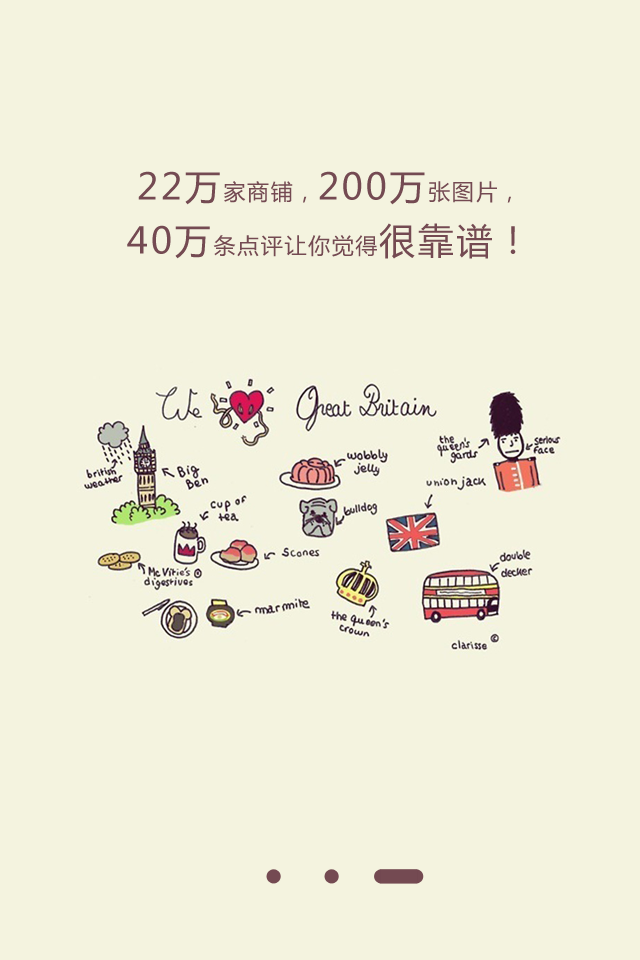 22万家商铺，200万张图片，
40万条点评让你觉得很靠谱！
We Great Britain
the queen's gards
serious face
british weather
Big Ben
wobbly jelly
union jack
cup of tea
bulldog
scones
Mc Vitie's digestives ©
double decker
marmite
the queen's crown
clarisse ©